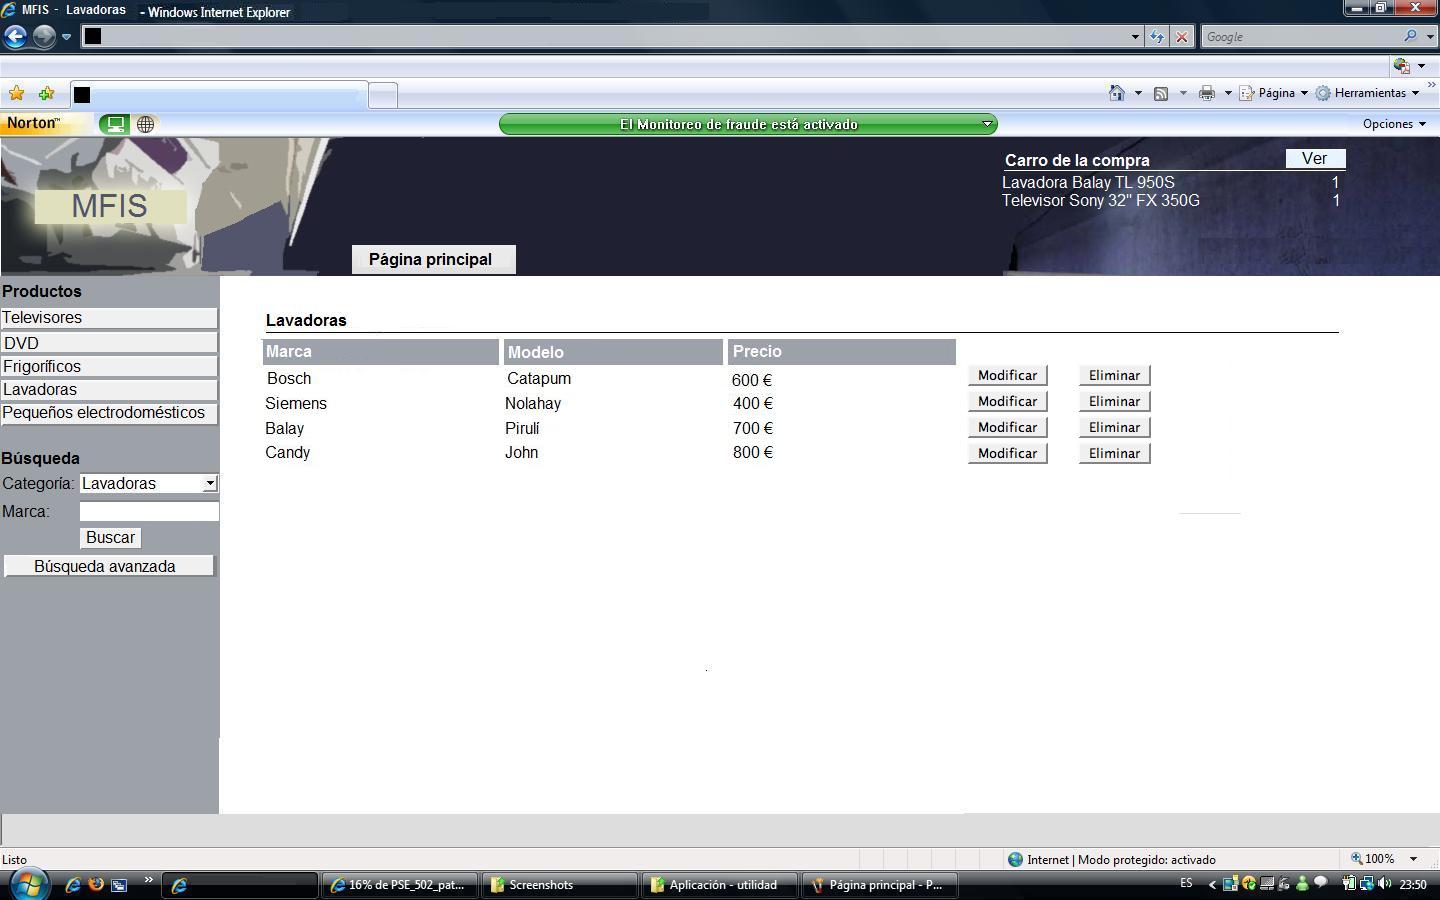 MFIS - Lavadoras - Windows Internet Explorer
Google
Página Herramientas »
Norton™ El Monitoreo de fraude está activado Opciones
MFIS
Carro de la compra Ver
Lavadora Balay TL 950S 1
Televisor Sony 32" FX 350G 1
Página principal
Productos
Televisores
DVD
Frigoríficos
Lavadoras
Pequeños electrodomésticos
Búsqueda
Categoría: Lavadoras
Marca:
Buscar
Búsqueda avanzada
Lavadoras
Marca Modelo Precio
Bosch Catapum 600 € Modificar Eliminar
Siemens Nolahay 400 € Modificar Eliminar
Balay Pirulí 700 € Modificar Eliminar
Candy John 800 € Modificar Eliminar
Listo Internet | Modo protegido: activado 100%
» 16% de PSE_502_pat... Screenshots Aplicación - utilidad Página principal - P... ES 23:50